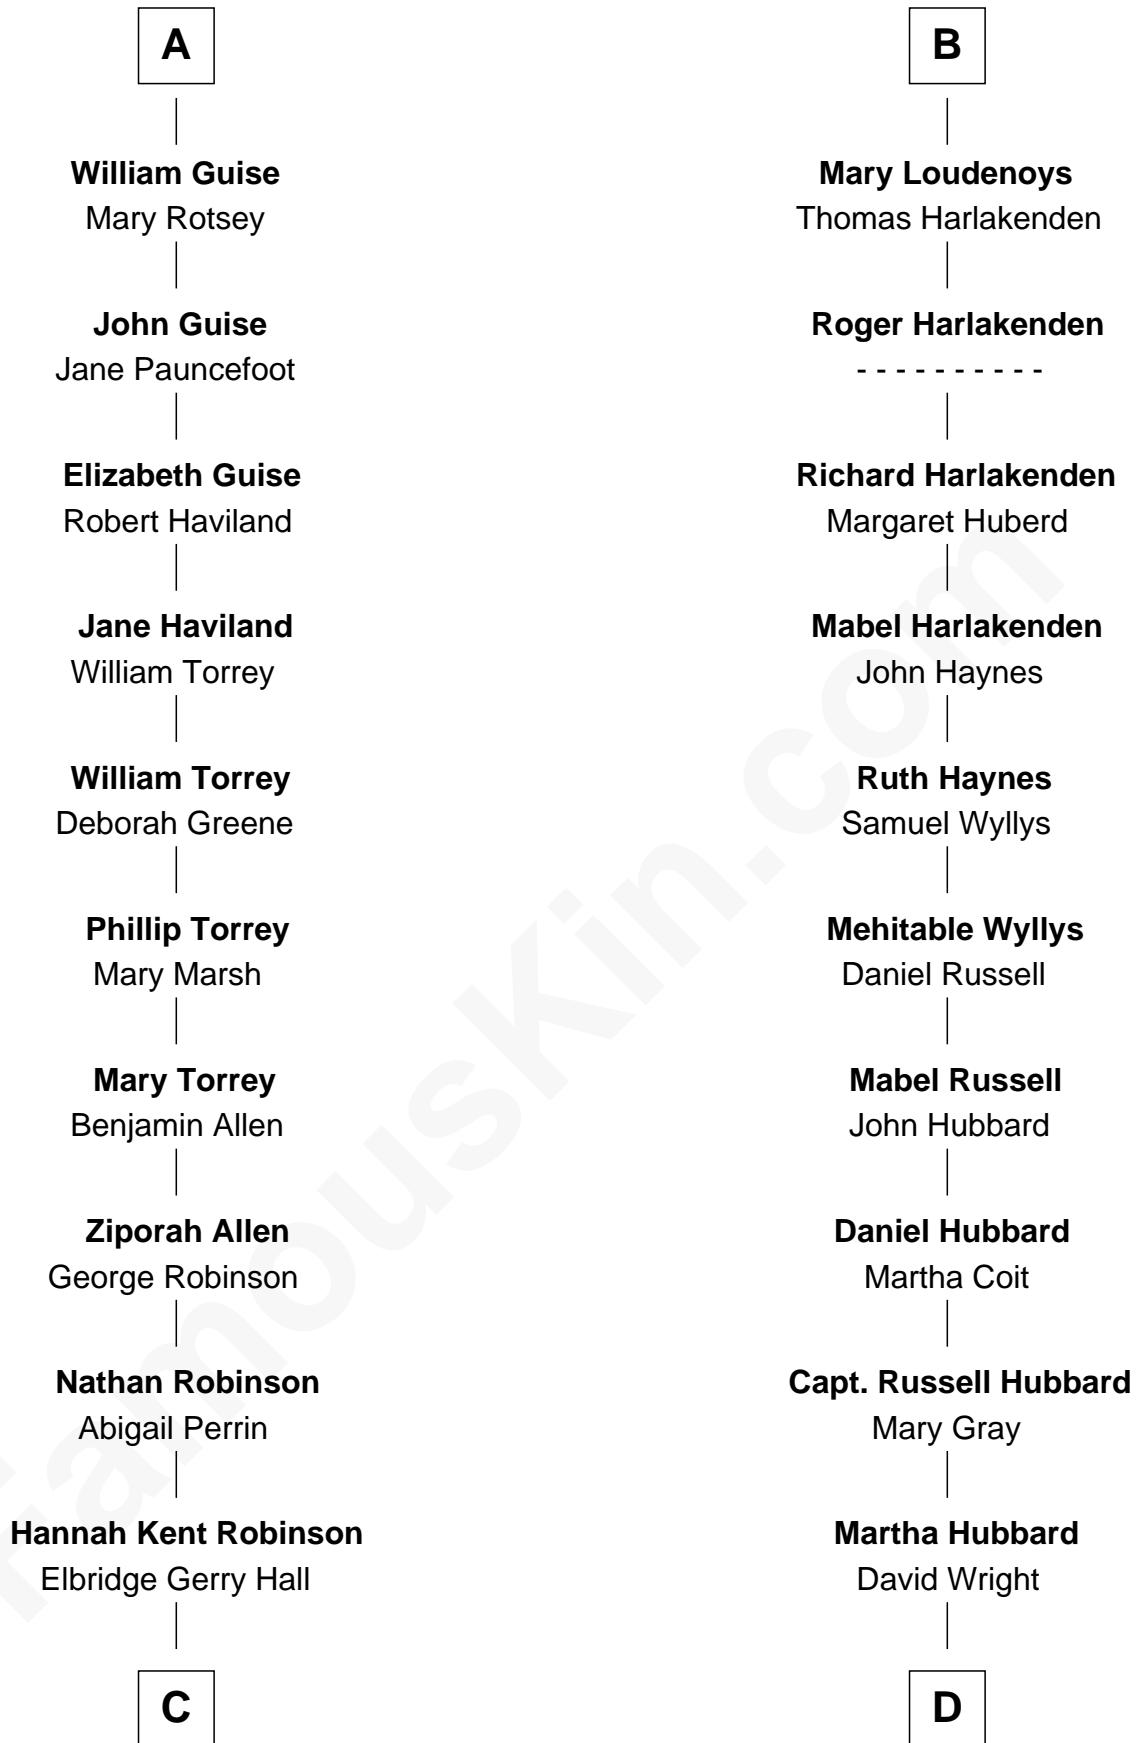 A
William Guise
Mary Rotsey
John Guise
Jane Pauncefoot
Elizabeth Guise
Robert Haviland
Jane Haviland
William Torrey
William Torrey
Deborah Greene
Phillip Torrey
Mary Marsh
Mary Torrey
Benjamin Allen
Ziporah Allen
George Robinson
Nathan Robinson
Abigail Perrin
Hannah Kent Robinson
Elbridge Gerry Hall
C
B
Mary Loudenoys
Thomas Harlakenden
Roger Harlakenden
- - - - - - - - - -
Richard Harlakenden
Margaret Huberd
Mabel Harlakenden
John Haynes
Ruth Haynes
Samuel Wyllys
Mehitable Wyllys
Daniel Russell
Mabel Russell
John Hubbard
Daniel Hubbard
Martha Coit
Capt. Russell Hubbard
Mary Gray
Martha Hubbard
David Wright
D
famouskin.com